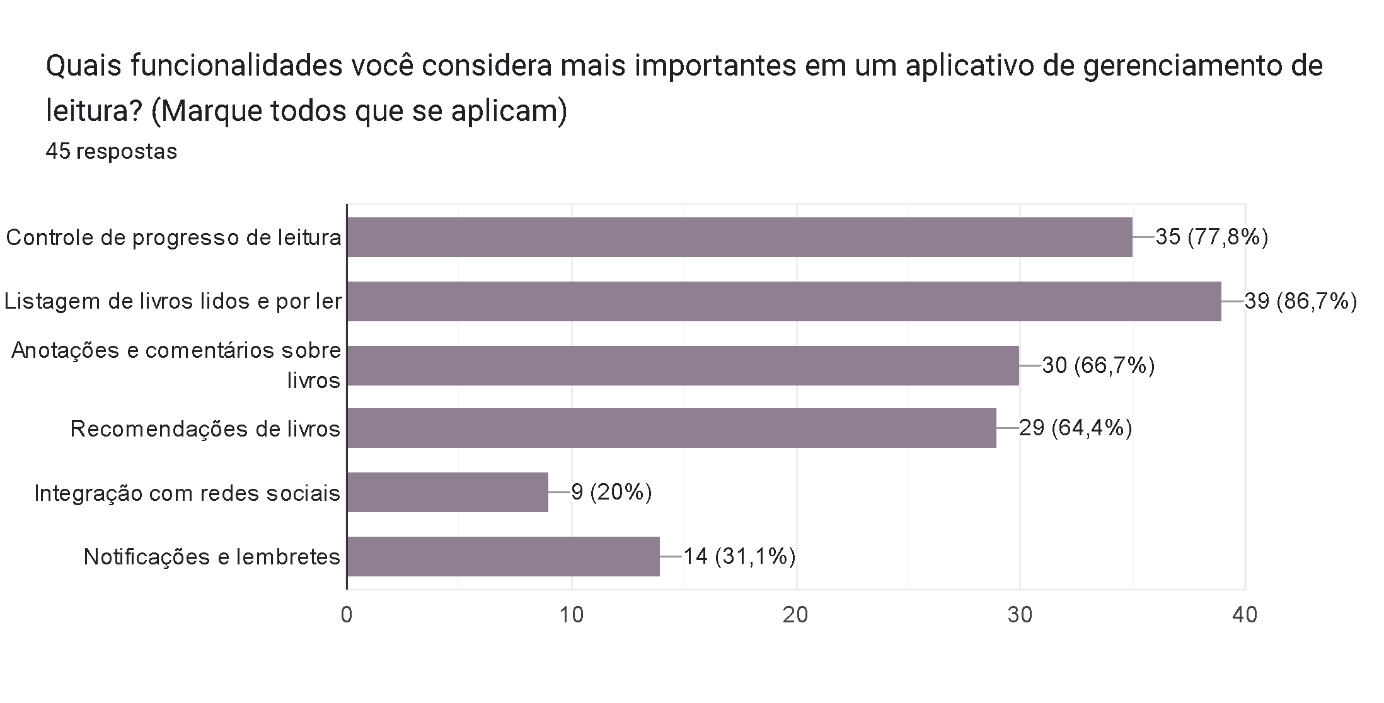 Quais funcionalidades você considera mais importantes em um aplicativo de gerenciamento de
leitura? (Marque todos que se aplicam)
45 respostas
Controle de progresso de leitura
35 (77,8%)
Listagem de livros lidos e por ler
39 (86,7%)
Anotações e comentários sobre
livros
30 (66,7%)
Recomendações de livros
29 (64,4%)
Integração com redes sociais
9 (20%)
Notificações e lembretes
14 (31,1%)
0
10
20
30
40